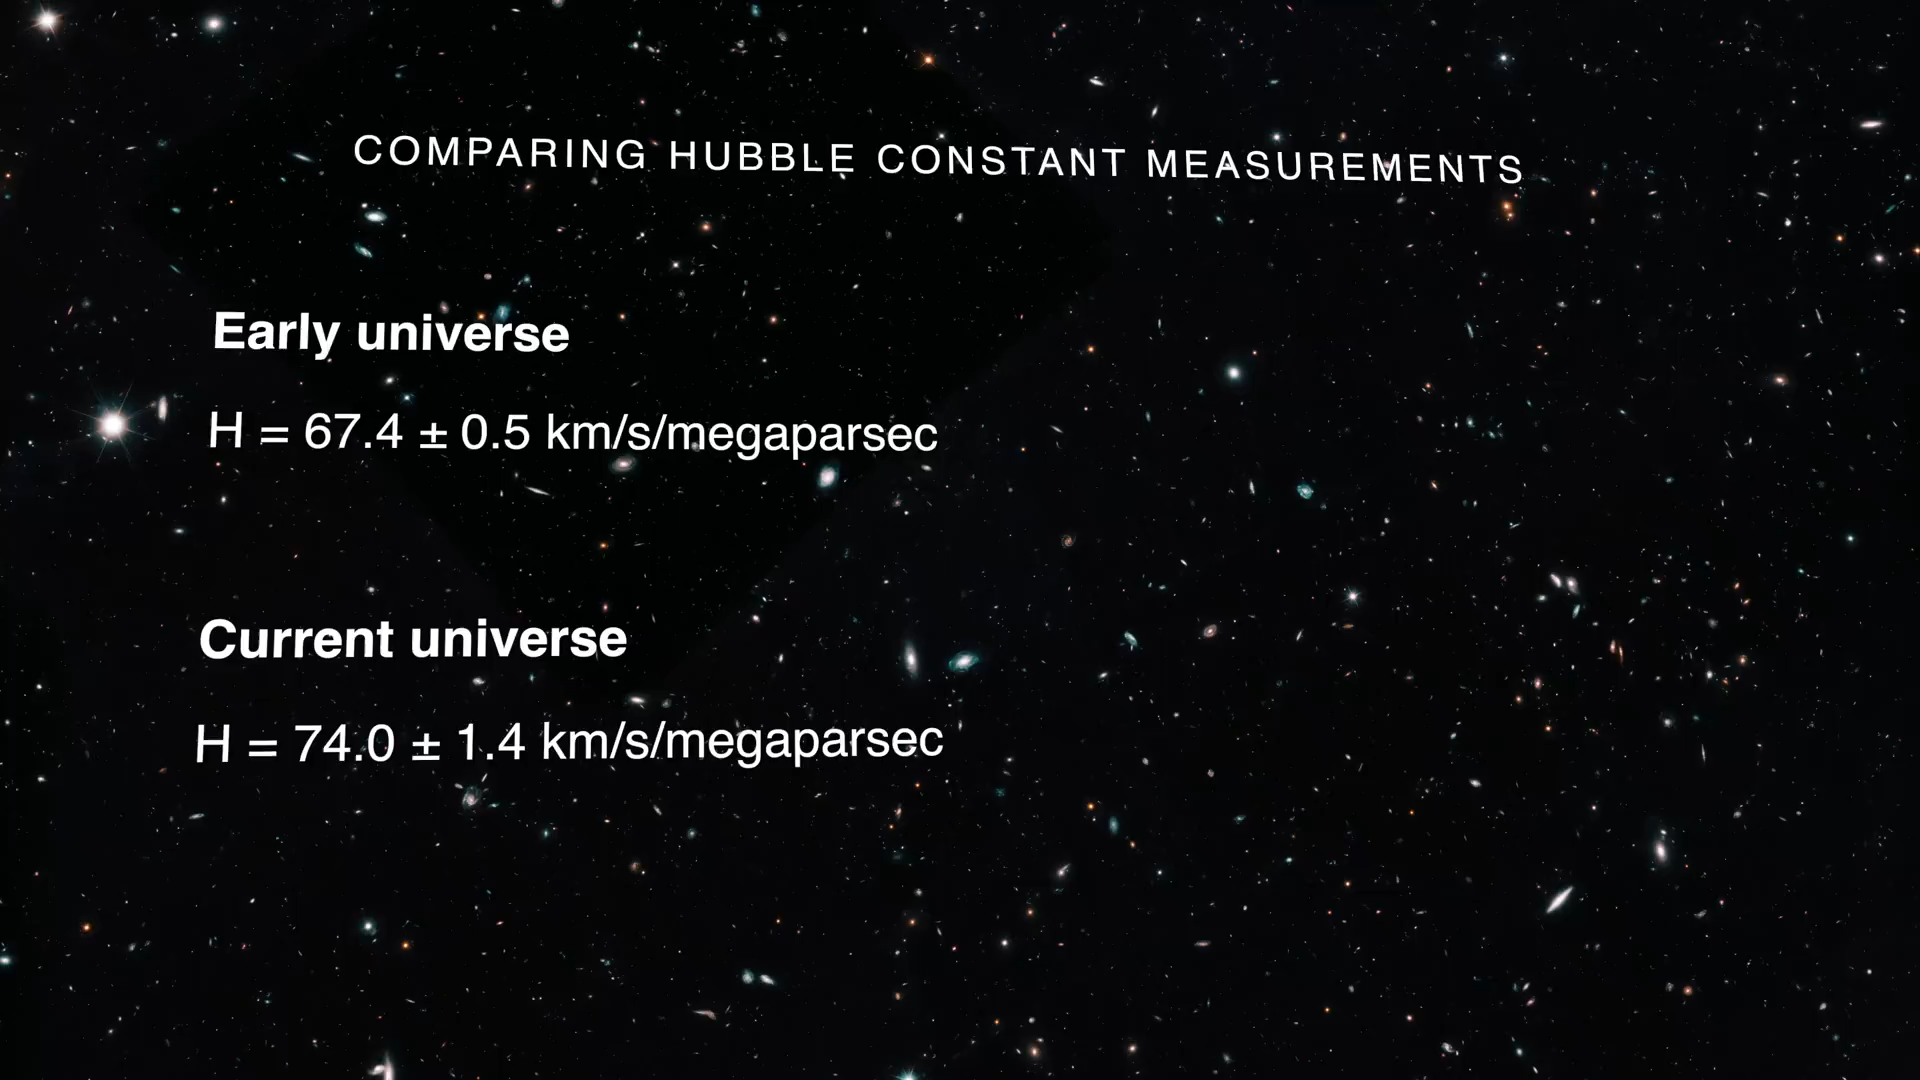 COMPARING HUBBLE CONSTANT MEASUREMENTS
Early universe
H = 67.4 ± 0.5 km/s/megaparsec
Current universe
H = 74.0 ± 1.4 km/s/megaparsec